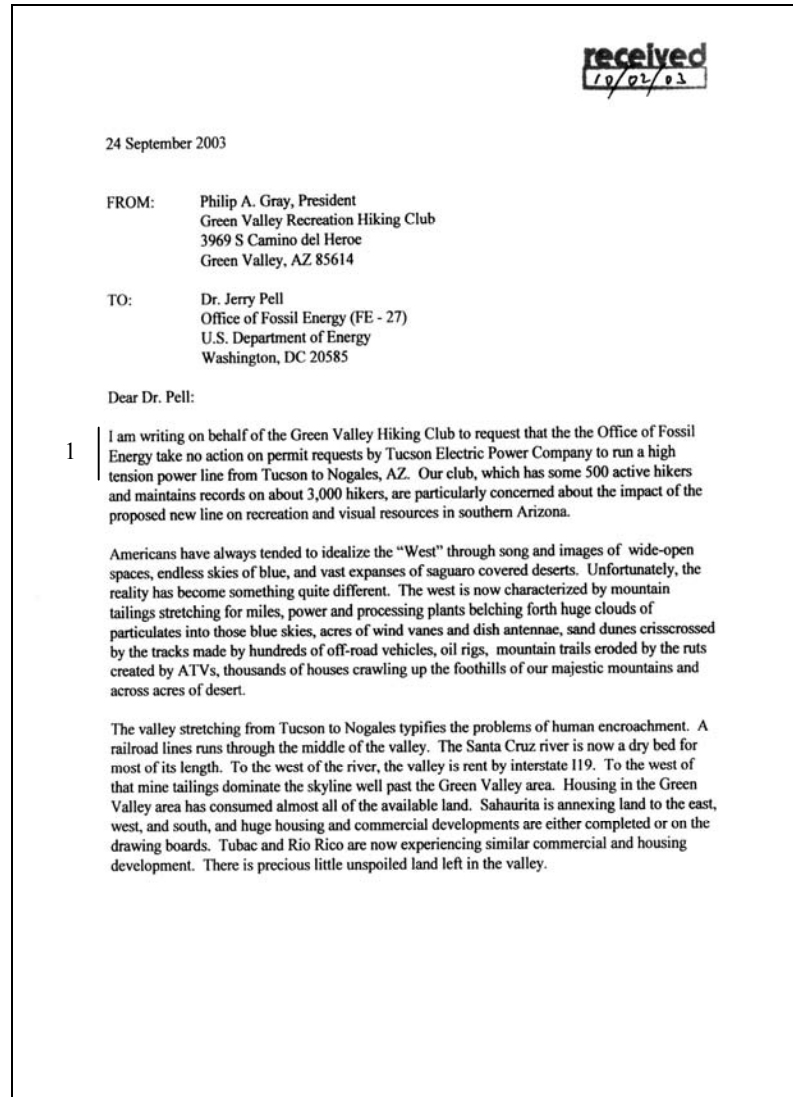 received
10/02/03
24 September 2003
FROM: Philip A. Gray, President
Green Valley Recreation Hiking Club
3969 S Camino del Heroe
Green Valley, AZ 85614
TO: Dr. Jerry Pell
Office of Fossil Energy (FE - 27)
U.S. Department of Energy
Washington, DC 20585
Dear Dr. Pell:
1
I am writing on behalf of the Green Valley Hiking Club to request that the the Office of Fossil
Energy take no action on permit requests by Tucson Electric Power Company to run a high
tension power line from Tucson to Nogales, AZ. Our club, which has some 500 active hikers
and maintains records on about 3,000 hikers, are particularly concerned about the impact of the
proposed new line on recreation and visual resources in southern Arizona.
Americans have always tended to idealize the “West” through song and images of wide-open
spaces, endless skies of blue, and vast expanses of saguaro covered deserts. Unfortunately, the
reality has become something quite different. The west is now characterized by mountain
tailings stretching for miles, power and processing plants belching forth huge clouds of
particulates into those blue skies, acres of wind vanes and dish antennae, sand dunes crisscrossed
by the tracks made by hundreds of off-road vehicles, oil rigs, mountain trails eroded by the ruts
created by ATVs, thousands of houses crawling up the foothills of our majestic mountains and
across acres of desert.
The valley stretching from Tucson to Nogales typifies the problems of human encroachment. A
railroad lines runs through the middle of the valley. The Santa Cruz river is now a dry bed for
most of its length. To the west of the river, the valley is rent by interstate I19. To the west of
that mine tailings dominate the skyline well past the Green Valley area. Housing in the Green
Valley area has consumed almost all of the available land. Sahaurita is annexing land to the east,
west, and south, and huge housing and commercial developments are either completed or on the
drawing boards. Tubac and Rio Rico are now experiencing similar commercial and housing
development. There is precious little unspoiled land left in the valley.